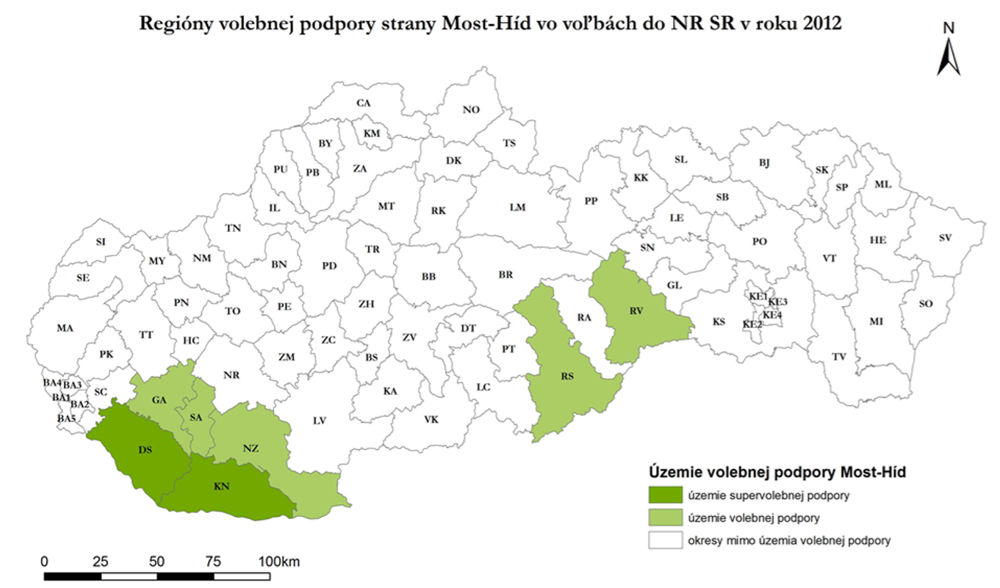 Regióny volebnej podpory strany Most-Híd vo voľbách do NR SR v roku 2012
N
CA
NO
KM
BY
TS
DK
SL
BJ
PU
PB
ZA
KK
SK
SP
ML
IL
MT
RK
LM
PP
SB
LE
TN
SI
MY
NM
BN
PD
TR
SN
PO
VT
HE
SV
SE
BB
BR
GL
PN
TO
PE
ZH
RV
RA
KE1
KE3
KE4
KE2
KS
MI
SO
MA
TT
HC
ZC
ZV
DT
PT
PK
ZM
BS
TV
NR
RS
LC
KA
BA4
BA3
BA1
BA2
BA5
SC
GA
SA
LV
VK
DS
NZ
KN
Územie volebnej podpory Most-Híd
územie supervolebnej podpory
územie volebnej podpory
okresy mimo územia volebnej podpory
0 25 50 75 100km